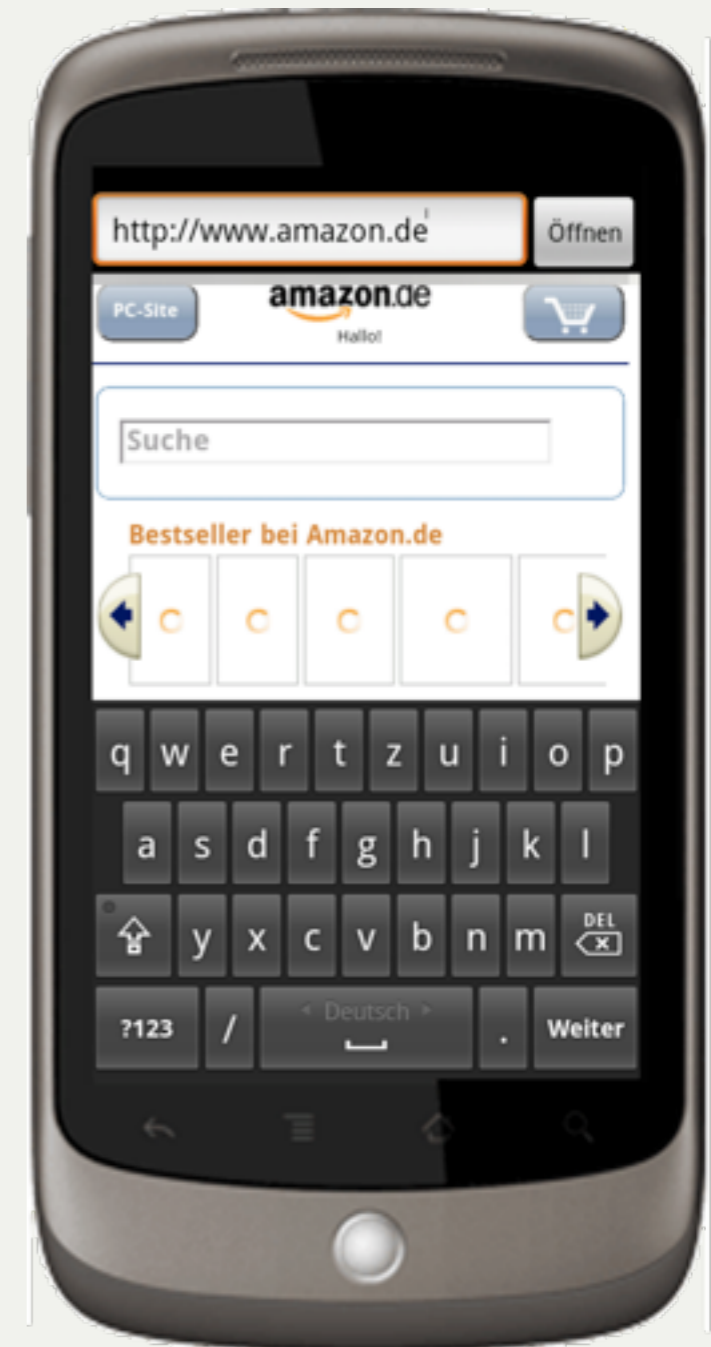 http://www.amazon.de
Öffnen
PC-Site
amazon.de
Hallo!
Suche
Bestseller bei Amazon.de
q w e r t z u i o p
a s d f g h j k l
y x c v b n m DEL
?123 / Deutsch . Weiter